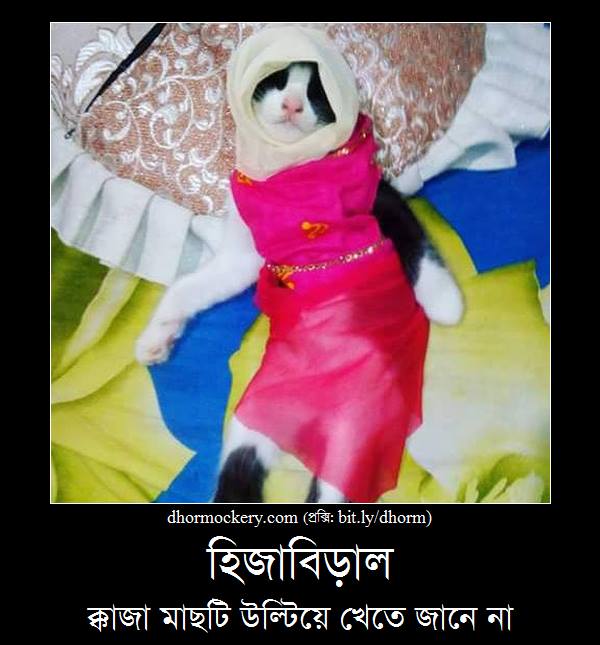 dhormockery.com (প্রক্সি: bit.ly/dhorm)
হিজাবিড়াল
ক্কাজা মাছটি উল্টিয়ে খেতে জানে না